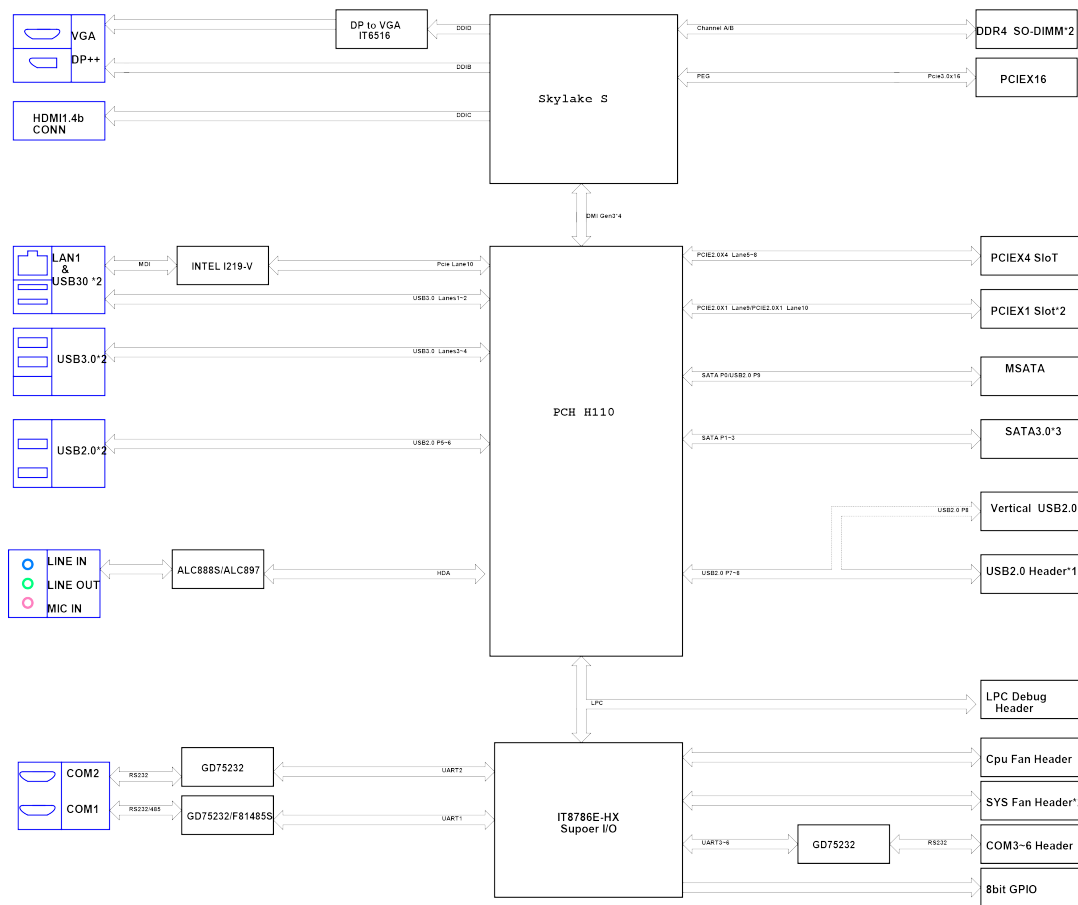 VGA
DP++
DP to VGA
IT6516
DDID
DDIB
HDMI1.4b
CONN
DDIC
Skylake S
Channel A/B
DDR4 SO-DIMM*2
PEG
Pcie3.0x16
PCIEX16
DMI Gen3*4
LAN1
&
USB30 *2
MDI
INTEL I219-V
Pcie Lane10
USB3.0 Lanes1~2
USB3.0*2
USB3.0 Lanes3~4
USB2.0*2
USB2.0 P5~6
PCH H110
PCIE2.0X4 Lane5~8
PCIEX4 SloT
PCIE2.0X1 Lane9/PCIE2.0X1 Lane10
PCIEX1 Slot*2
SATA P0/USB2.0 P9
MSATA
SATA P1~3
SATA3.0*3
USB2.0 P8
Vertical USB2.0
USB2.0 P7~8
USB2.0 Header*1
LINE IN
LINE OUT
MIC IN
ALC888S/ALC897
HDA
LPC
LPC Debug
Header
COM2
COM1
RS232
RS232/485
GD75232
GD75232/F81485S
UART2
UART1
IT8786E-HX
Supoer I/O
Cpu Fan Header
SYS Fan Header*
UART3~6
GD75232
RS232
COM3~6 Header
8bit GPIO